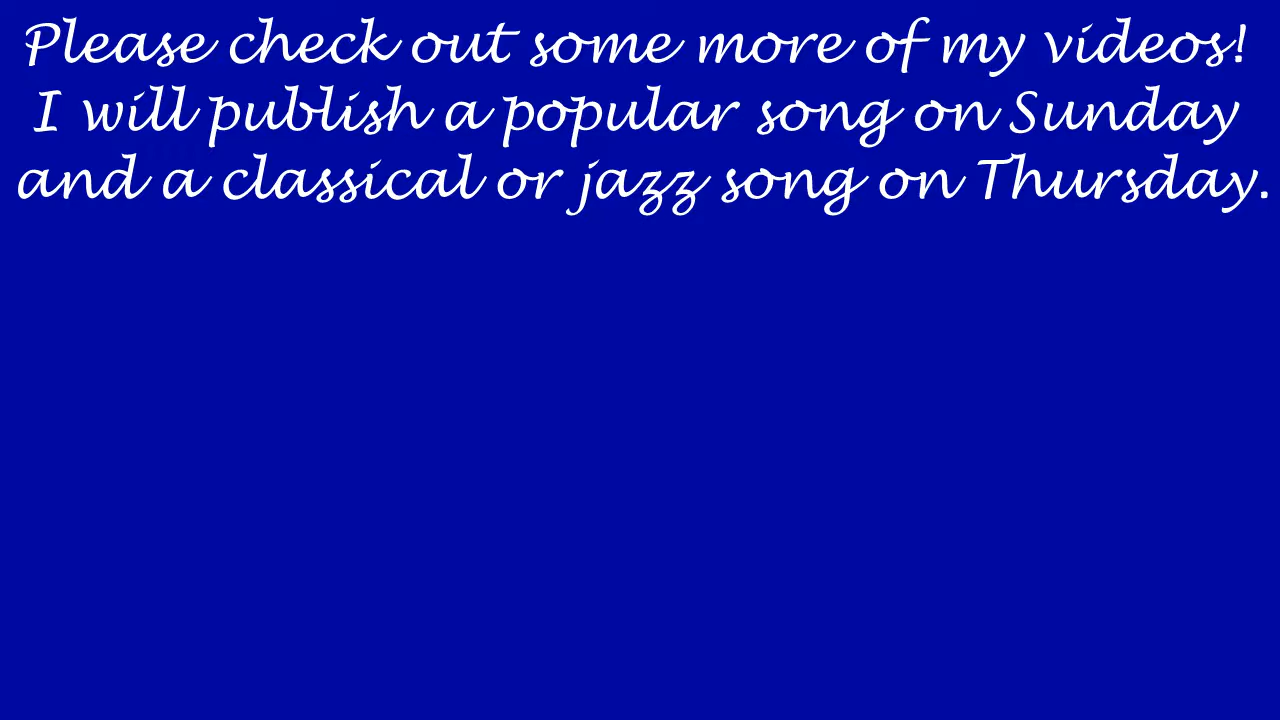 Please check out some more of my videos!
I will publish a popular song on Sunday
and a classical or jazz song on Thursday.